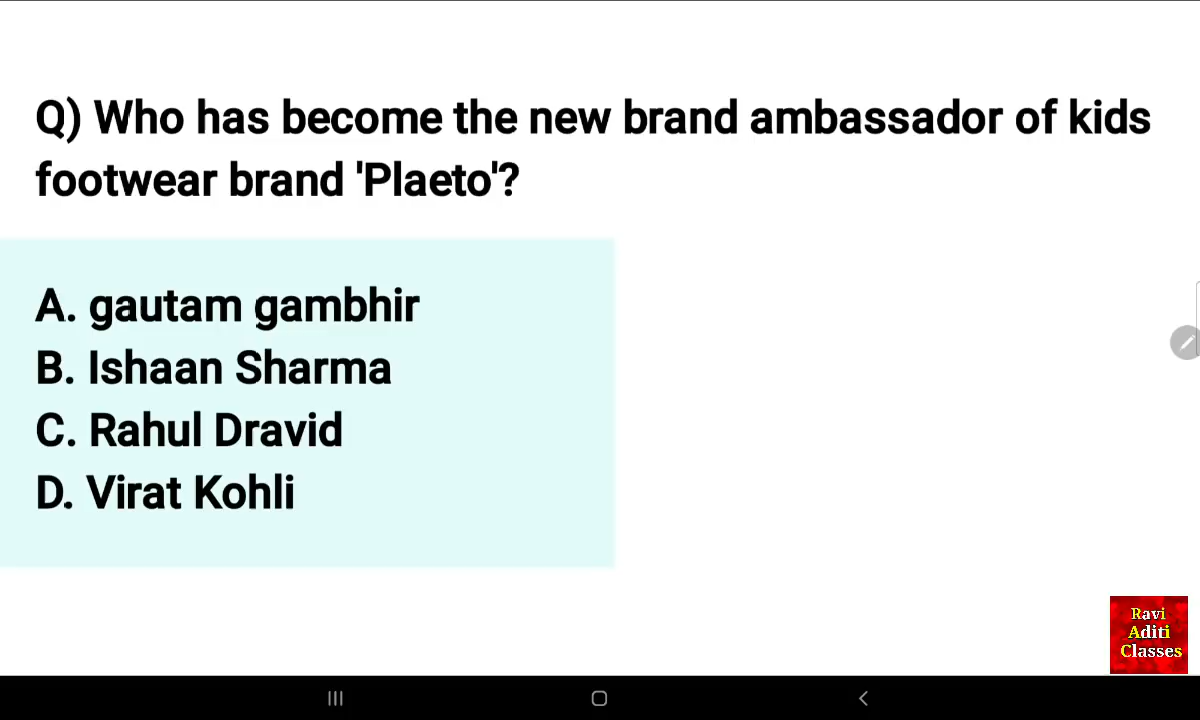 Q) Who has become the new brand ambassador of kids
footwear brand 'Plaeto'?
A. gautam gambhir
B. Ishaan Sharma
C. Rahul Dravid
D. Virat Kohli
Ravi
Aditi
Classes